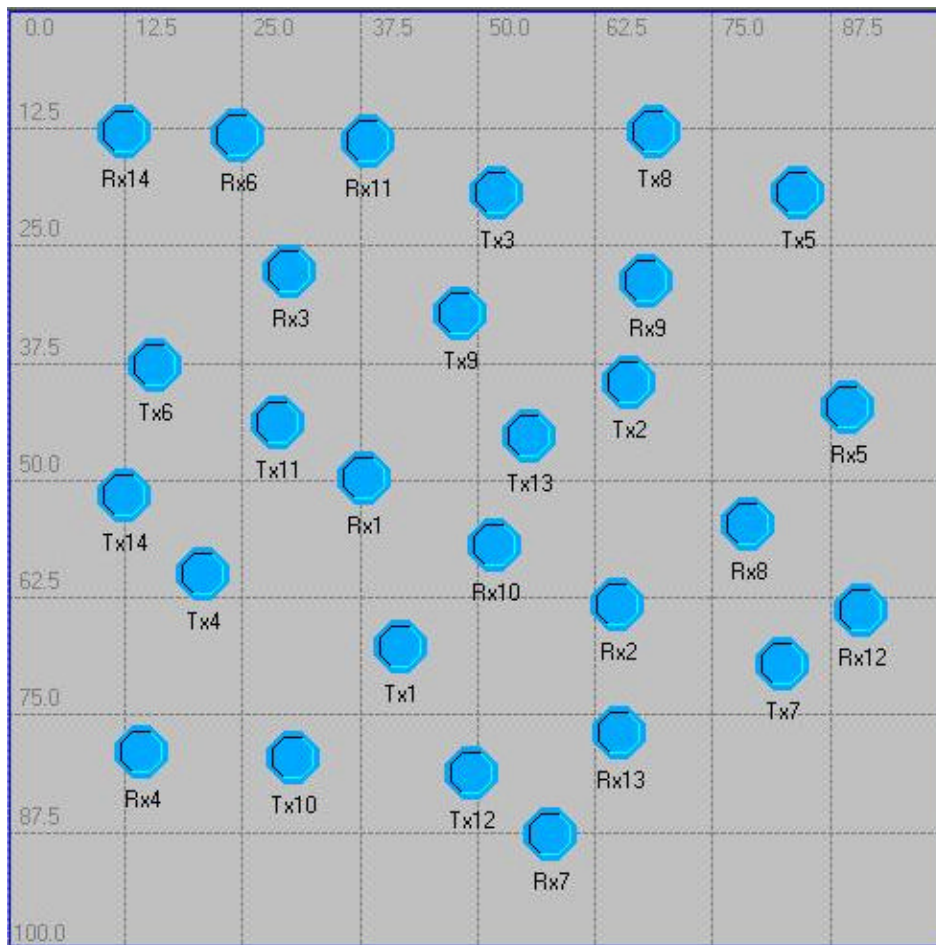 0.0 12.5 25.0 37.5 50.0 62.5 75.0 87.5
12.5
Rx14 Rx6 Rx11 Tx8
Tx3 Tx5
25.0
Rx3 Rx9
Tx9
37.5
Tx6 Tx2 Rx5
Tx11 Tx13
50.0
Rx1
Tx14 Rx8
Rx10
62.5
Tx4 Rx2 Rx12
Tx1 Tx7
75.0
Rx4 Tx10 Rx13
Tx12
87.5
Rx7
100.0